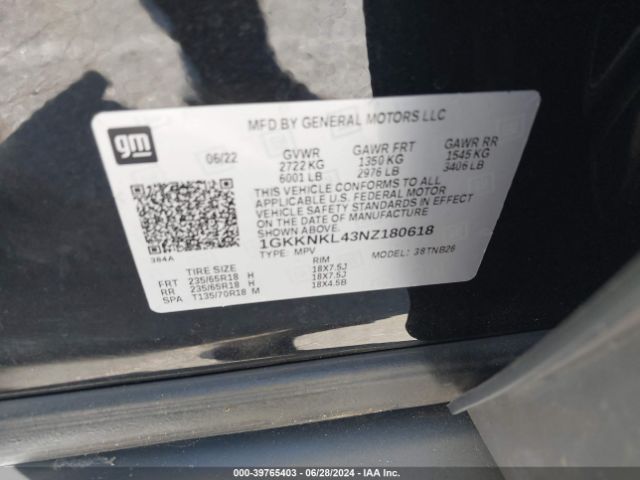 MFD BY GENERAL MOTORS LLC
gm
06/22 GVWR GAWR FRT GAWR RR
2722 KG 1350 KG 1545 KG
6001 LB 2976 LB 3406 LB
THIS VEHICLE CONFORMS TO ALL
APPLICABLE U.S. FEDERAL MOTOR
VEHICLE SAFETY STANDARDS IN EFFECT
ON THE DATE OF MANUFACTURE
SHOWN ABOVE.
1GKKNKL43NZ180618
384A
TYPE: MPV MODEL: 38TNB26
TIRE SIZE RIM
FRT 235/65R18 H 18X7.5J
RR 235/65R18 H 18X7.5J
SPA T135/70R18 M 18X4.5B
000-39765403 - 06/28/2024 - IAA Inc.